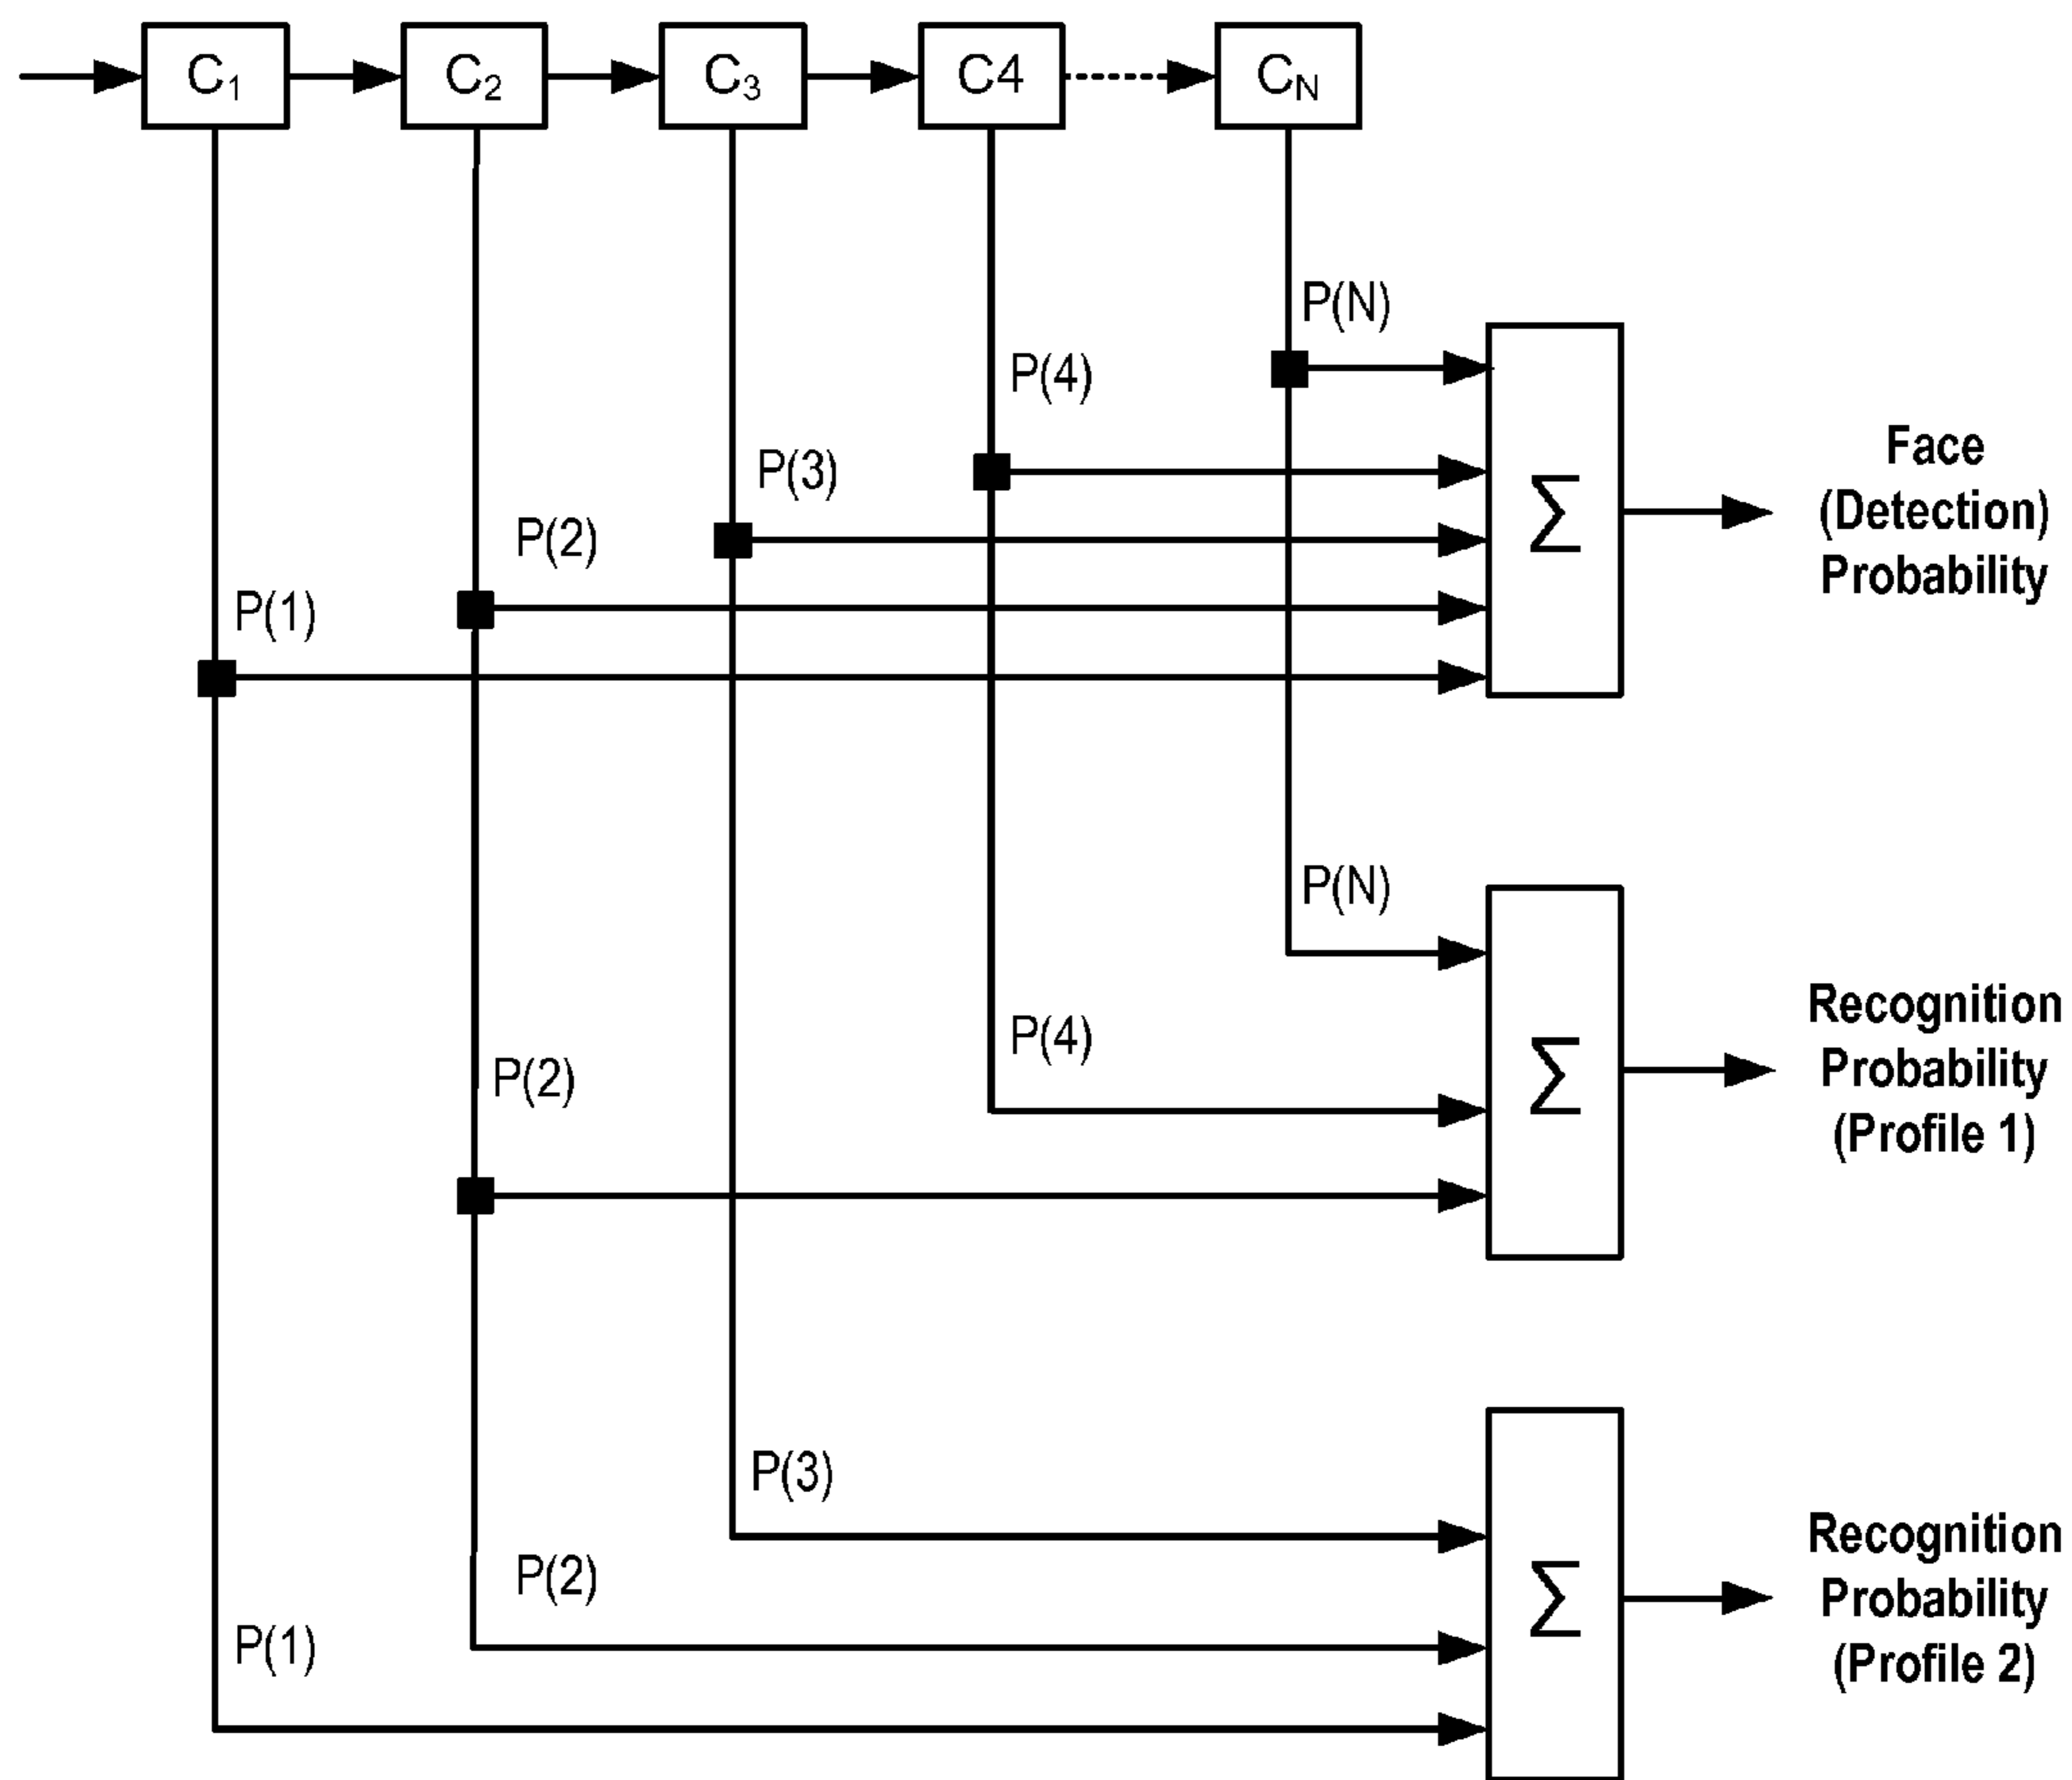 C₁ C₂ C₃ C4 C_N
P(N)
P(4)
Face
(Detection)
Probability
P(3)
Σ
P(2)
P(1)
P(N)
Recognition
Probability
(Profile 1)
P(4)
Σ
P(2)
P(3)
Recognition
Probability
(Profile 2)
P(2)
Σ
P(1)